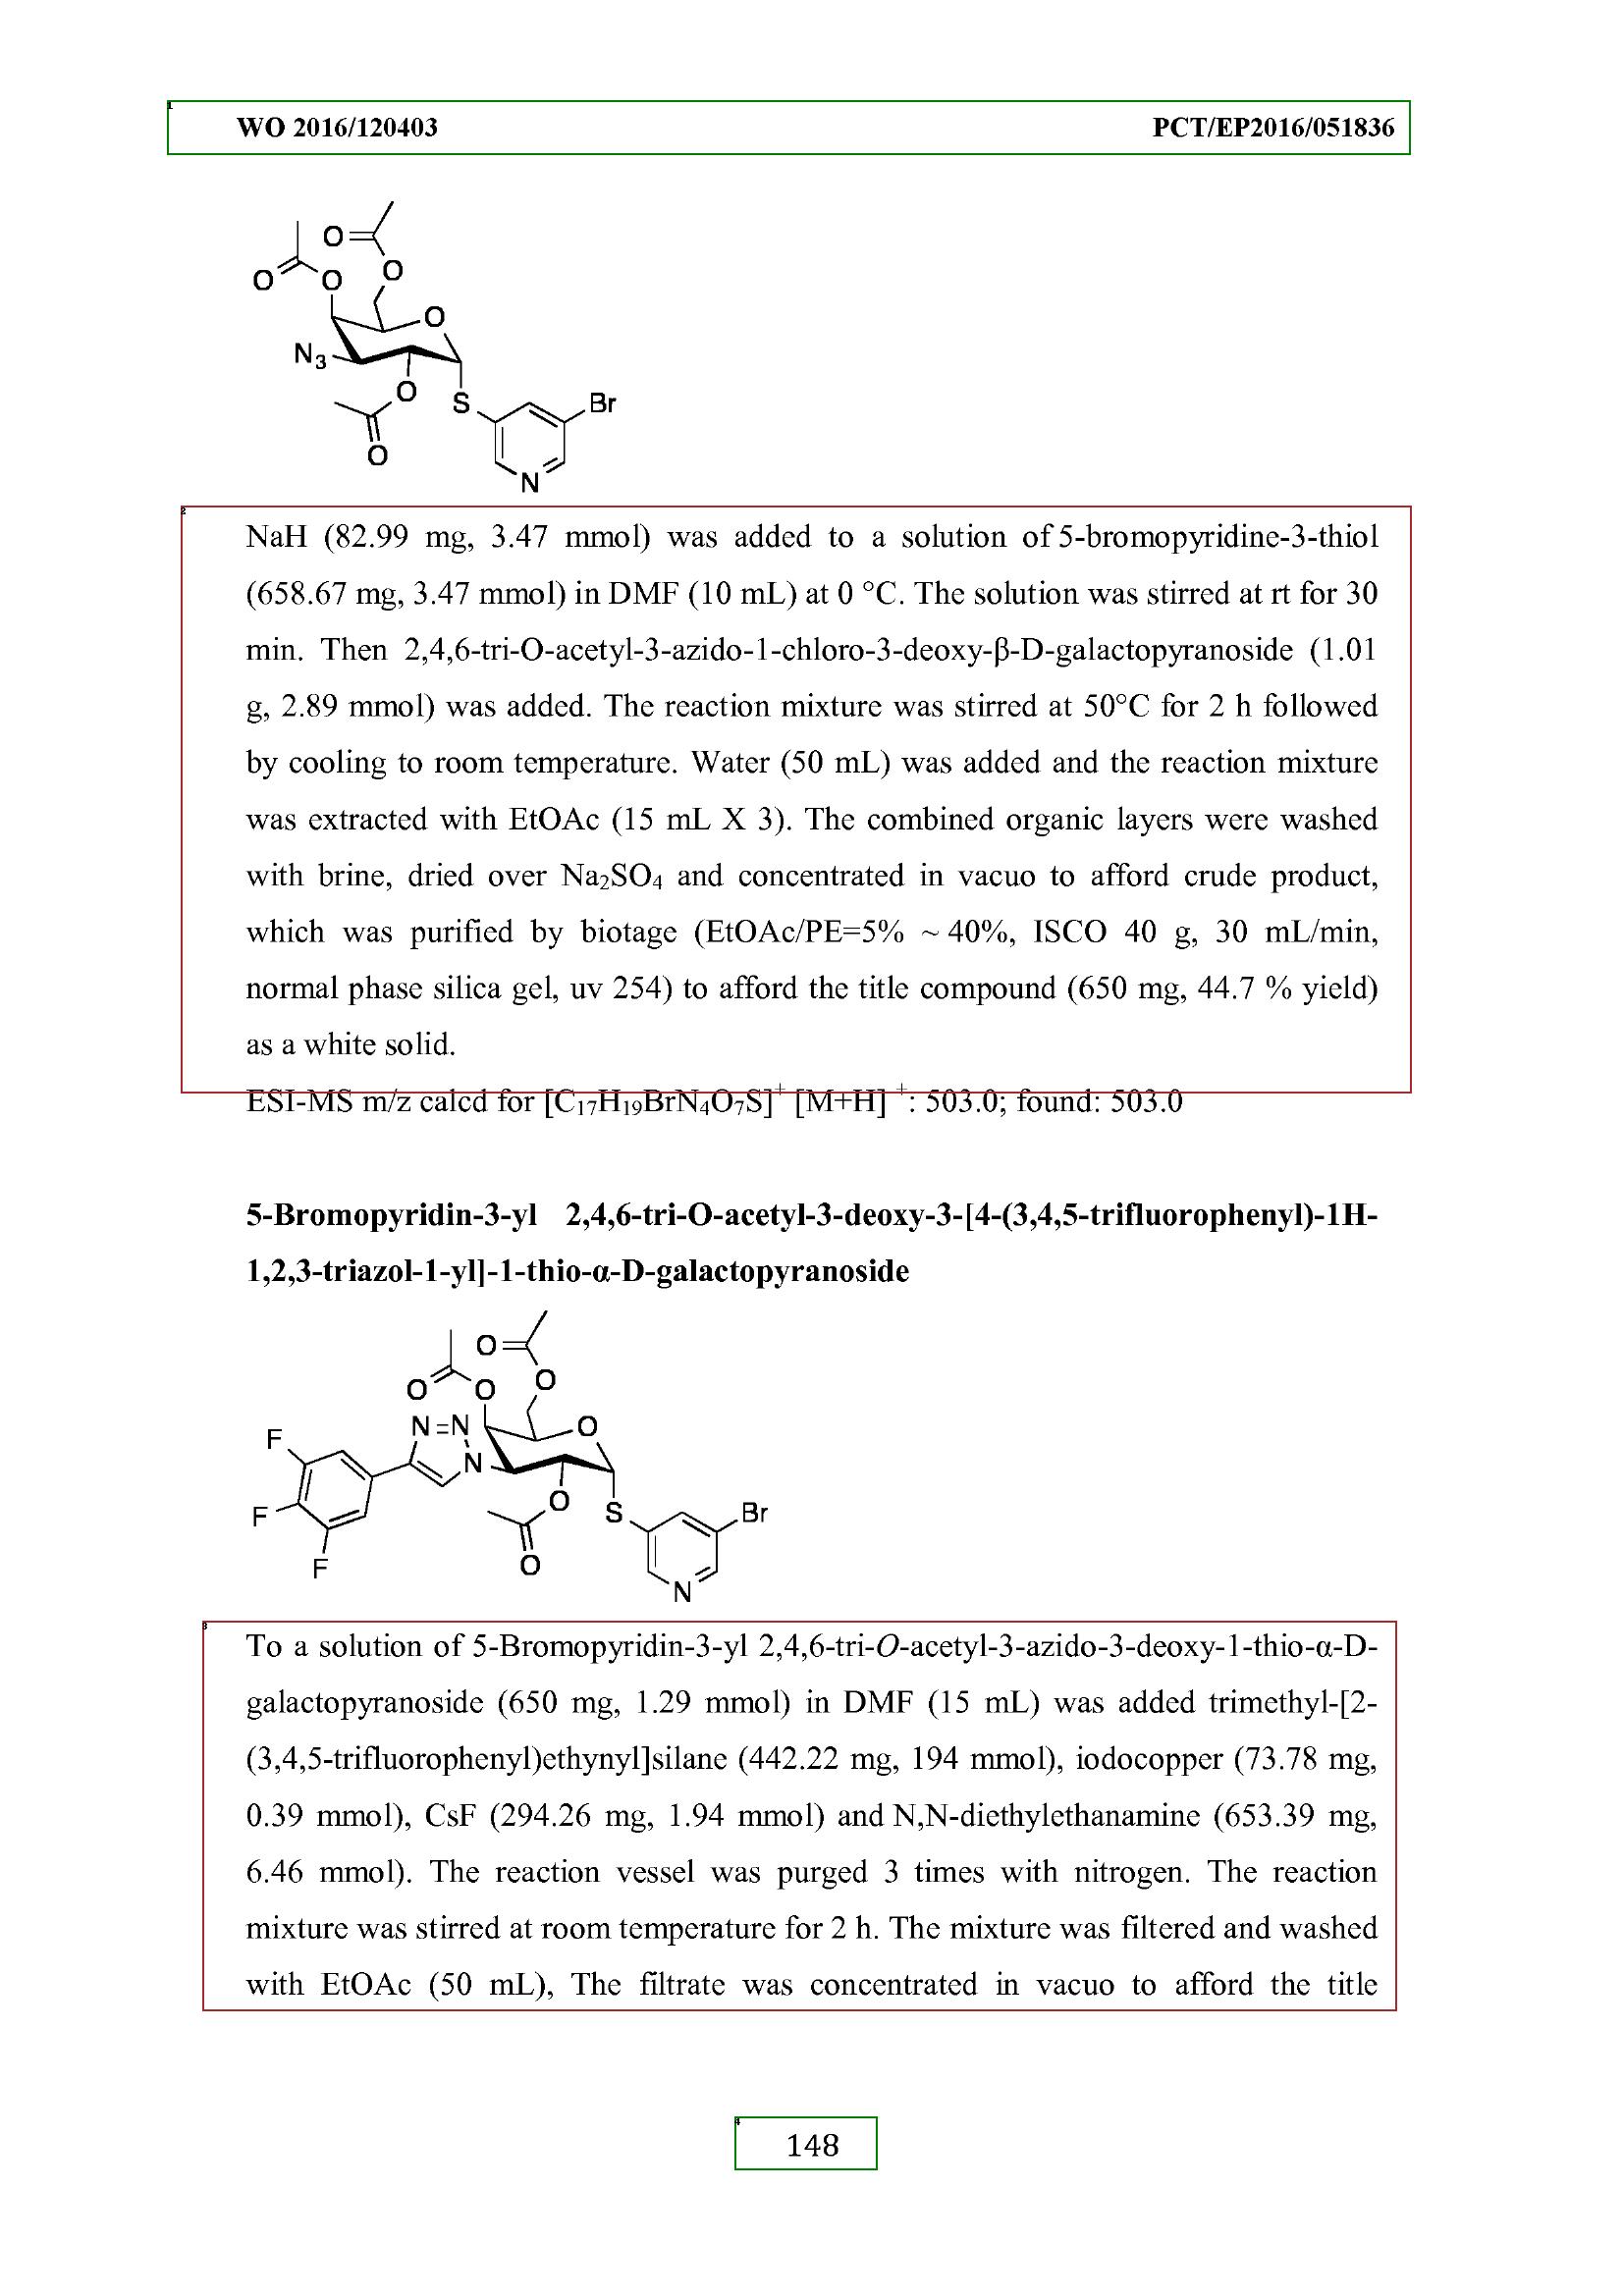 WO 2016/120403 PCT/EP2016/051836
O
O
O
O
O
N3
O
S
Br
O
N
NaH (82.99 mg, 3.47 mmol) was added to a solution of 5-bromopyridine-3-thiol
(658.67 mg, 3.47 mmol) in DMF (10 mL) at 0 °C. The solution was stirred at rt for 30
min. Then 2,4,6-tri-O-acetyl-3-azido-1-chloro-3-deoxy-β-D-galactopyranoside (1.01
g, 2.89 mmol) was added. The reaction mixture was stirred at 50°C for 2 h followed
by cooling to room temperature. Water (50 mL) was added and the reaction mixture
was extracted with EtOAc (15 mL X 3). The combined organic layers were washed
with brine, dried over Na₂SO₄ and concentrated in vacuo to afford crude product,
which was purified by biotage (EtOAc/PE=5% ~ 40%, ISCO 40 g, 30 mL/min,
normal phase silica gel, uv 254) to afford the title compound (650 mg, 44.7 % yield)
as a white solid.
ESI-MS m/z calcd for [C₁₇H₁₉BrN₄O₇S]⁺ [M+H] ⁺: 503.0; found: 503.0
5-Bromopyridin-3-yl 2,4,6-tri-O-acetyl-3-deoxy-3-[4-(3,4,5-trifluorophenyl)-1H-
1,2,3-triazol-1-yl]-1-thio-α-D-galactopyranoside
O
O
O
O
N=N
O
F
N
O
S
Br
F
O
F
N
To a solution of 5-Bromopyridin-3-yl 2,4,6-tri-O-acetyl-3-azido-3-deoxy-1-thio-α-D-
galactopyranoside (650 mg, 1.29 mmol) in DMF (15 mL) was added trimethyl-[2-
(3,4,5-trifluorophenyl)ethynyl]silane (442.22 mg, 194 mmol), iodocopper (73.78 mg,
0.39 mmol), CsF (294.26 mg, 1.94 mmol) and N,N-diethylethanamine (653.39 mg,
6.46 mmol). The reaction vessel was purged 3 times with nitrogen. The reaction
mixture was stirred at room temperature for 2 h. The mixture was filtered and washed
with EtOAc (50 mL), The filtrate was concentrated in vacuo to afford the title
148